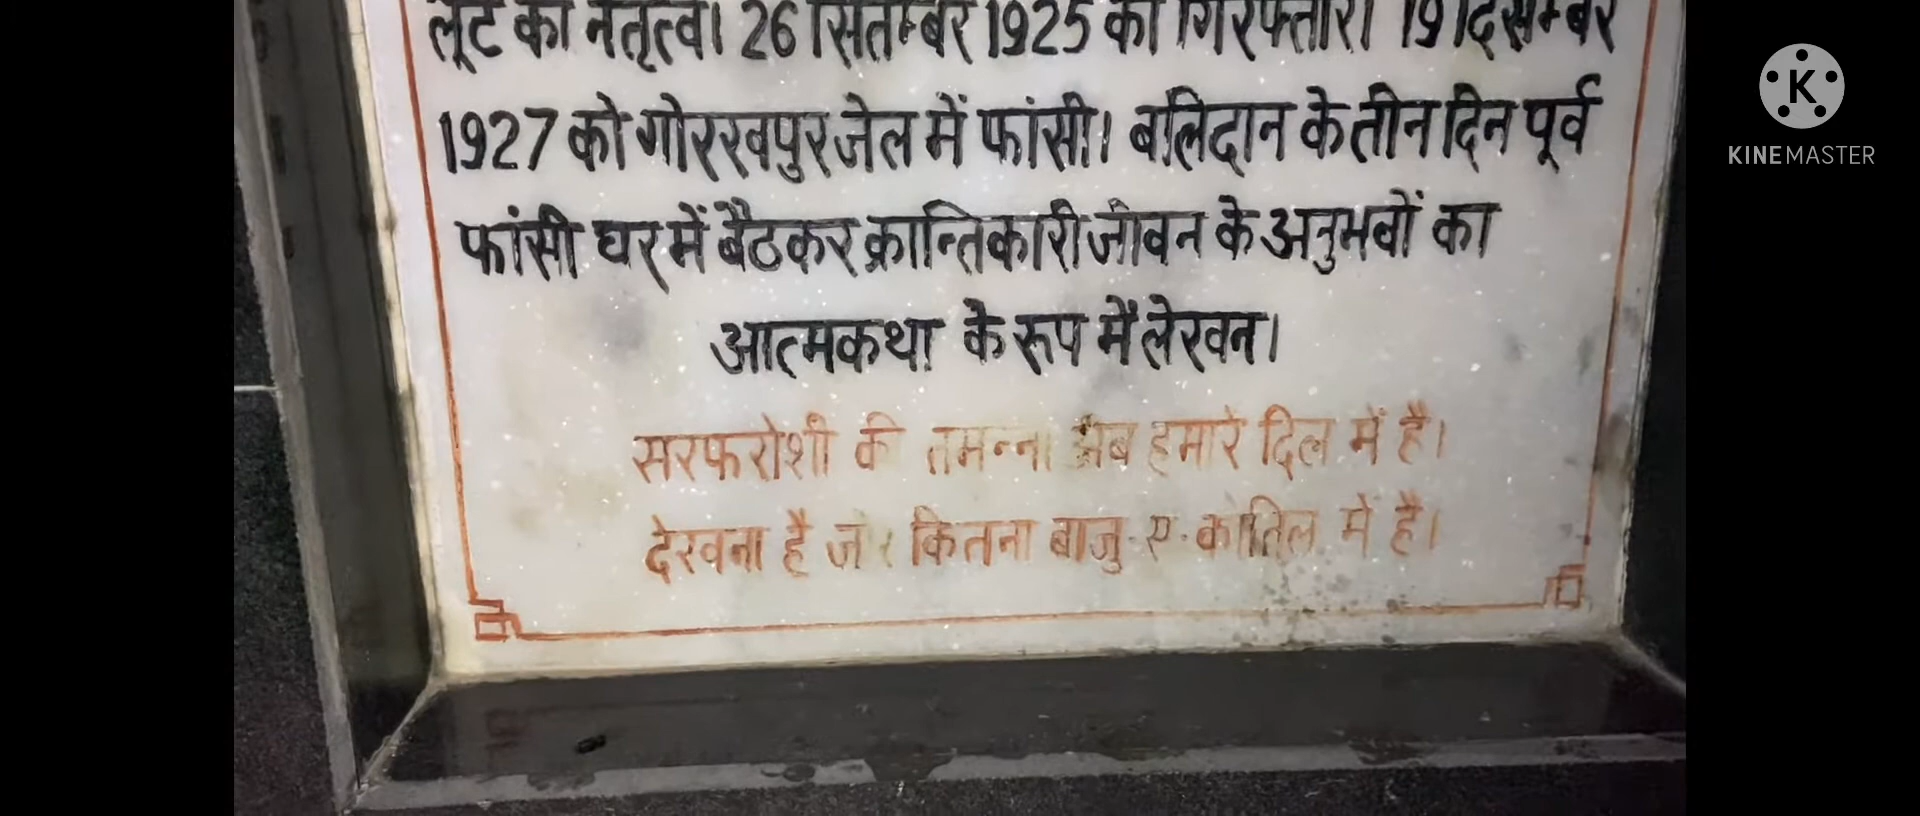 लूट का नेतृत्व। 26 सितम्बर 1925 को गिरफ्तारी। 19 दिसम्बर
1927 को गोरखपुर जेल में फांसी। बलिदान के तीन दिन पूर्व
फांसी घर में बैठकर क्रान्तिकारी जीवन के अनुभवों का
आत्मकथा के रूप में लेखन।
सरफरोशी की तमन्ना अब हमारे दिल में है।
देखना है जोर कितना बाजु-ए-कातिल में है।
K
KINEMASTER